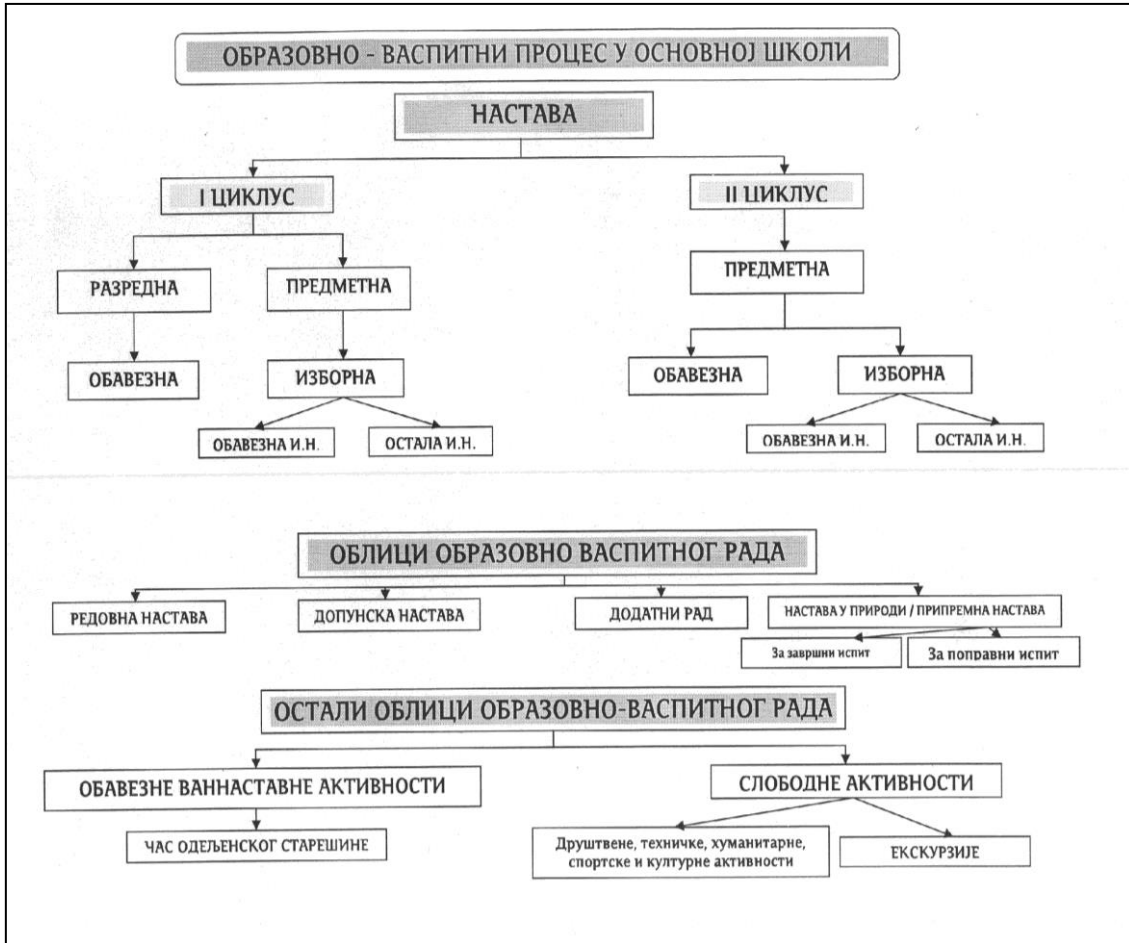 ОБРАЗОВНО - ВАСПИТНИ ПРОЦЕС У ОСНОВНОЈ ШКОЛИ
НАСТАВА
I ЦИКЛУС
II ЦИКЛУС
РАЗРЕДНА
ПРЕДМЕТНА
ПРЕДМЕТНА
ОБАВЕЗНА
ИЗБОРНА
ОБАВЕЗНА
ИЗБОРНА
ОБАВЕЗНА И.Н.
ОСТАЛА И.Н.
ОБАВЕЗНА И.Н.
ОСТАЛА И.Н.
ОБЛИЦИ ОБРАЗОВНО ВАСПИТНОГ РАДА
РЕДОВНА НАСТАВА
ДОПУНСКА НАСТАВА
ДОДАТНИ РАД
НАСТАВА У ПРИРОДИ / ПРИПРЕМНА НАСТАВА
За завршни испит
За поправни испит
ОСТАЛИ ОБЛИЦИ ОБРАЗОВНО-ВАСПИТНОГ РАДА
ОБАВЕЗНЕ ВАННАСТАВНЕ АКТИВНОСТИ
СЛОБОДНЕ АКТИВНОСТИ
ЧАС ОДЕЉЕНСКОГ СТАРЕШИНЕ
Друштвене, техничке, хуманитарне,
спортске и културне активности
ЕКСКУРЗИЈЕ